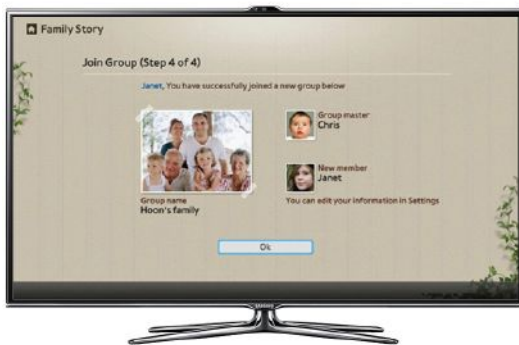 Family Story
Join Group (Step 4 of 4)
Janet, You have successfully joined a new group below
Group master
Chris
New member
Janet
Group name
Hoon's family
You can edit your information in Settings
Ok
SAMSUNG